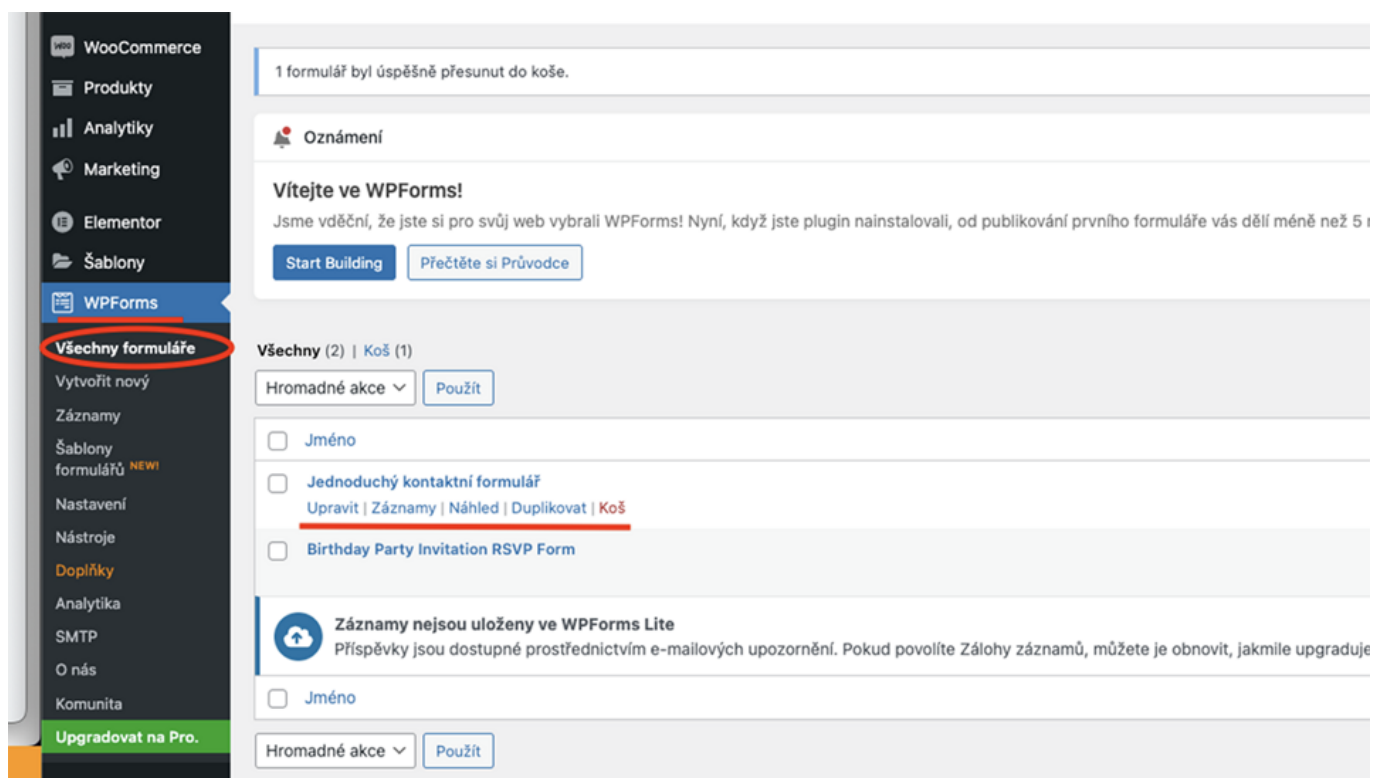 WooCommerce
Produkty
Analytiky
Marketing
Elementor
Šablony
WPForms
Všechny formuláře
Vytvořit nový
Záznamy
Šablony
formulářů NEW!
Nastavení
Nástroje
Doplňky
Analytika
SMTP
O nás
Komunita
Upgradovat na Pro.
1 formulář byl úspěšně přesunut do koše.
Oznámení
Vítejte ve WPForms!
Jsme vděční, že jste si pro svůj web vybrali WPForms! Nyní, když jste plugin nainstalovali, od publikování prvního formuláře vás dělí méně než 5
Start Building
Přečtěte si Průvodce
Všechny (2) | Koš (1)
Hromadné akce
Použít
Jméno
Jednoduchý kontaktní formulář
Upravit | Záznamy | Náhled | Duplikovat | Koš
Birthday Party Invitation RSVP Form
Záznamy nejsou uloženy ve WPForms Lite
Příspěvky jsou dostupné prostřednictvím e-mailových upozornění. Pokud povolíte Zálohy záznamů, můžete je obnovit, jakmile upgraduje
Jméno
Hromadné akce
Použít